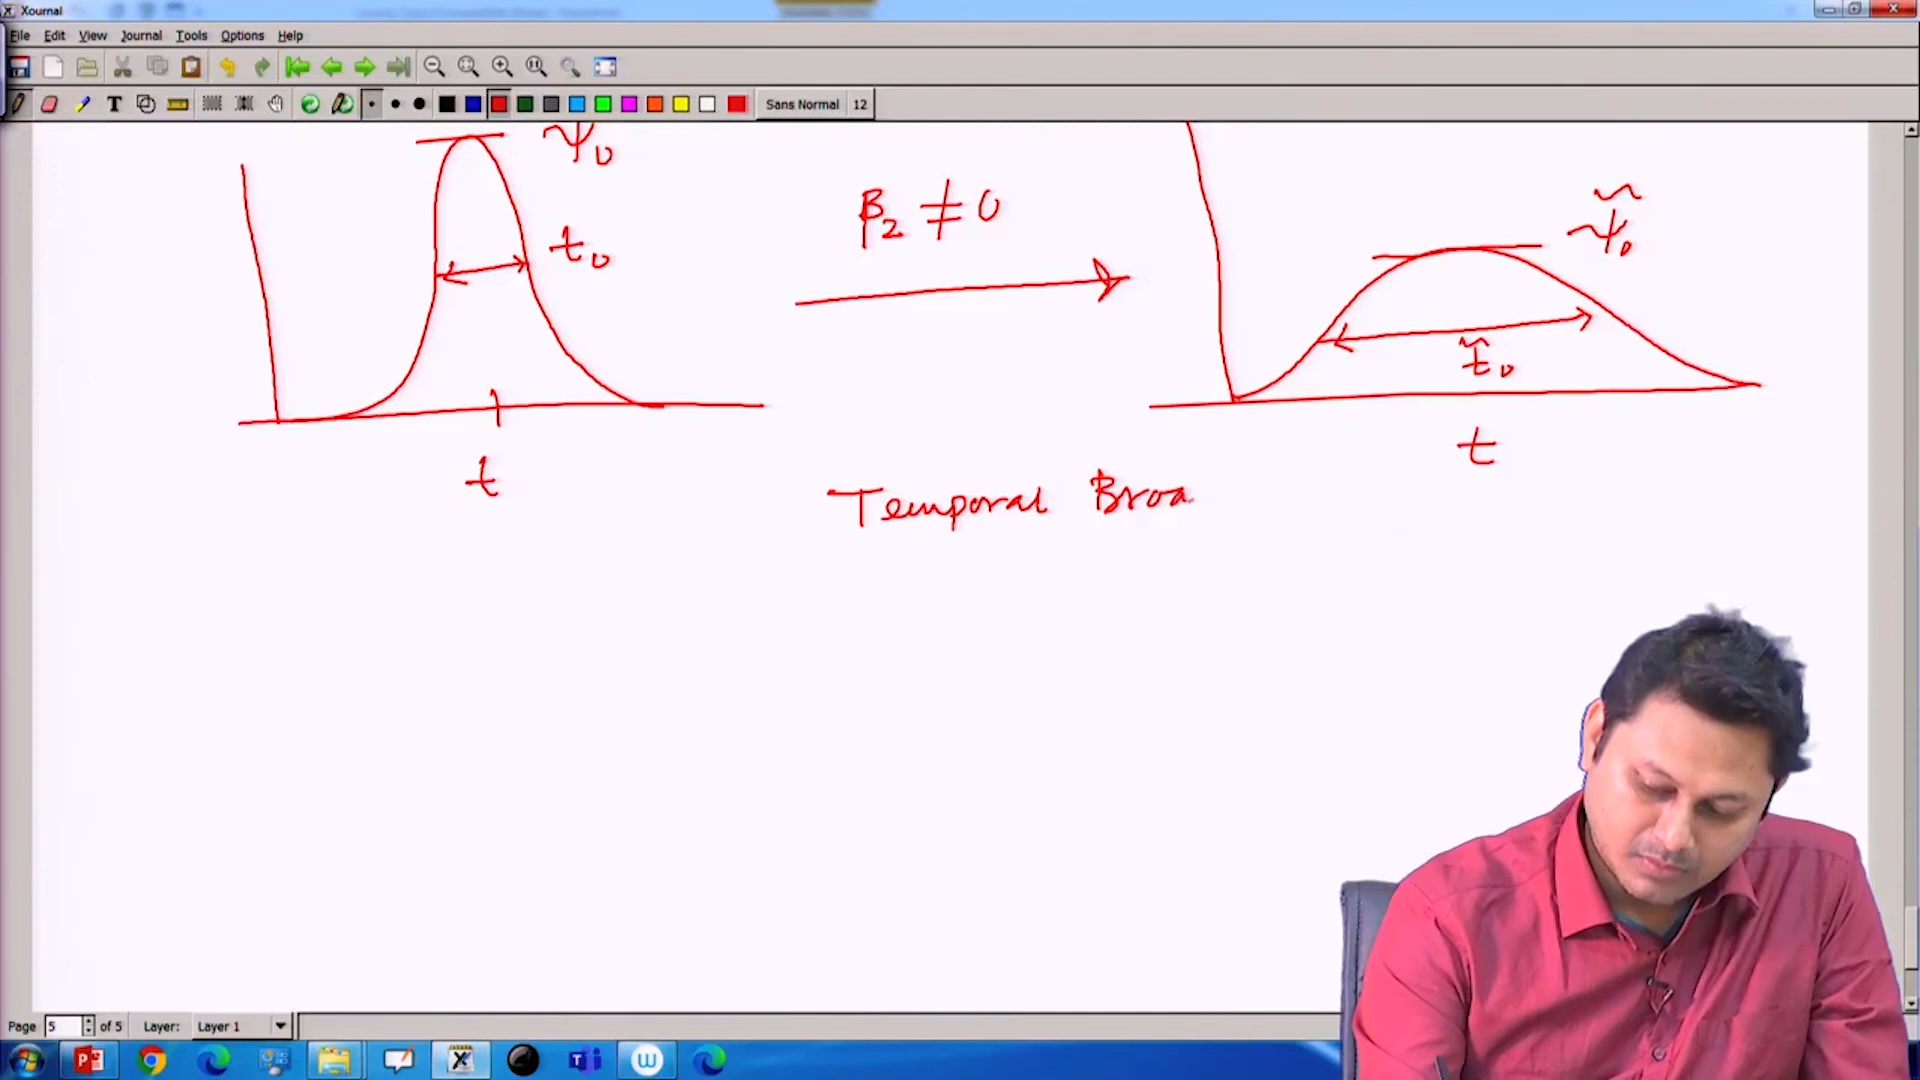 Xournal
File Edit View Journal Tools Options Help
Sans Normal 12
ψ̃₀
t₀
β₂ ≠ 0
ψ̃̃₀
t̃₀
t
t
Temporal Broa
Page 5 of 5 Layer: Layer 1